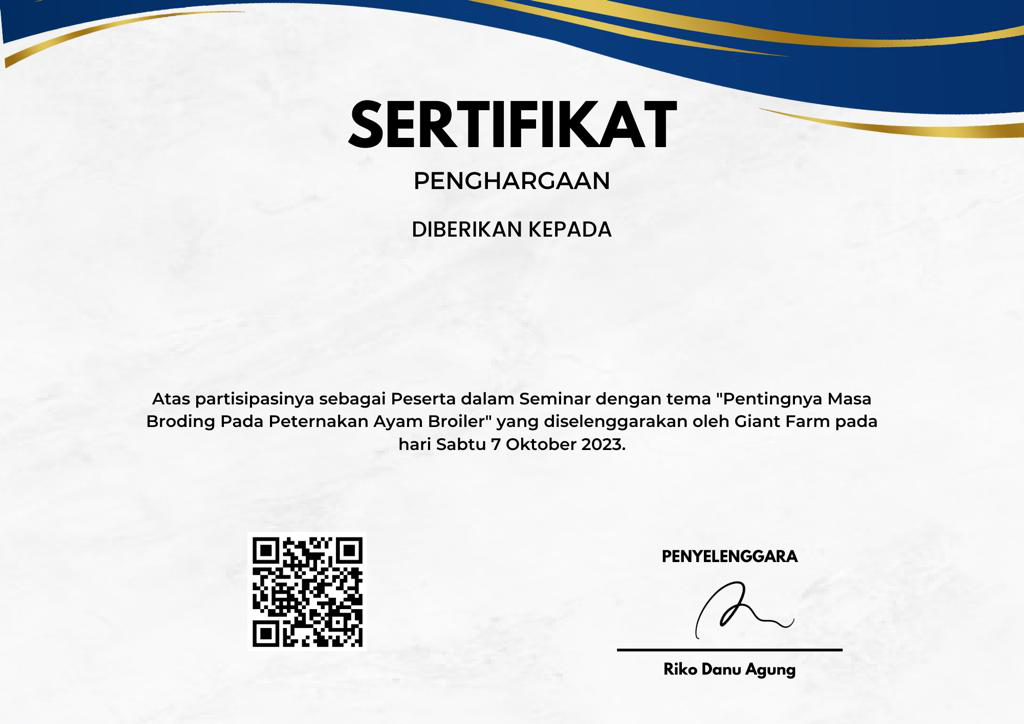 SERTIFIKAT
PENGHARGAAN
DIBERIKAN KEPADA
Atas partisipasinya sebagai Peserta dalam Seminar dengan tema "Pentingnya Masa
Broding Pada Peternakan Ayam Broiler" yang diselenggarakan oleh Giant Farm pada
hari Sabtu 7 Oktober 2023.
PENYELENGGARA
Riko Danu Agung